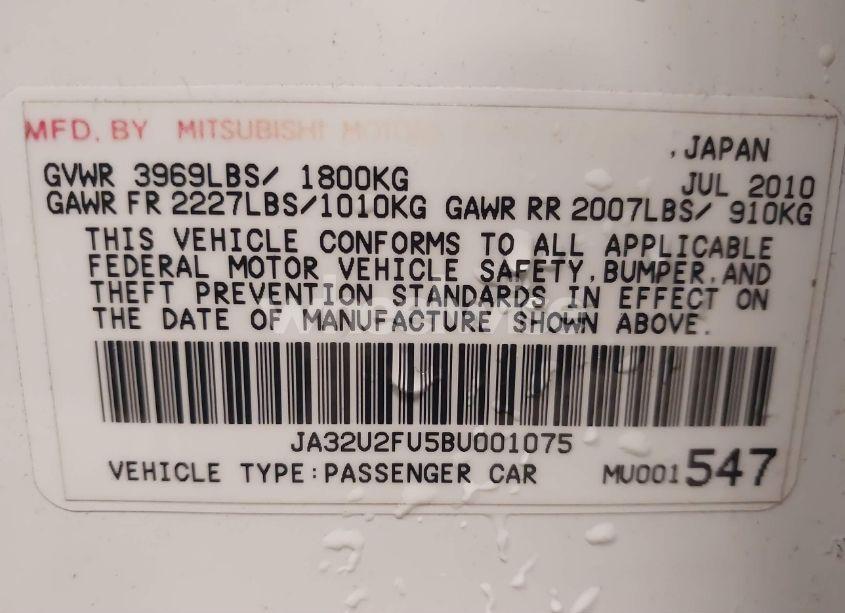 MFD. BY MITSUBISHI MOTORS
, JAPAN
GVWR 3969LBS/ 1800KG JUL 2010
GAWR FR 2227LBS/1010KG GAWR RR 2007LBS/ 910KG
THIS VEHICLE CONFORMS TO ALL APPLICABLE
FEDERAL MOTOR VEHICLE SAFETY, BUMPER, AND
THEFT PREVENTION STANDARDS IN EFFECT ON
THE DATE OF MANUFACTURE SHOWN ABOVE.
JA32U2FU5BU001075
VEHICLE TYPE:PASSENGER CAR MU001547